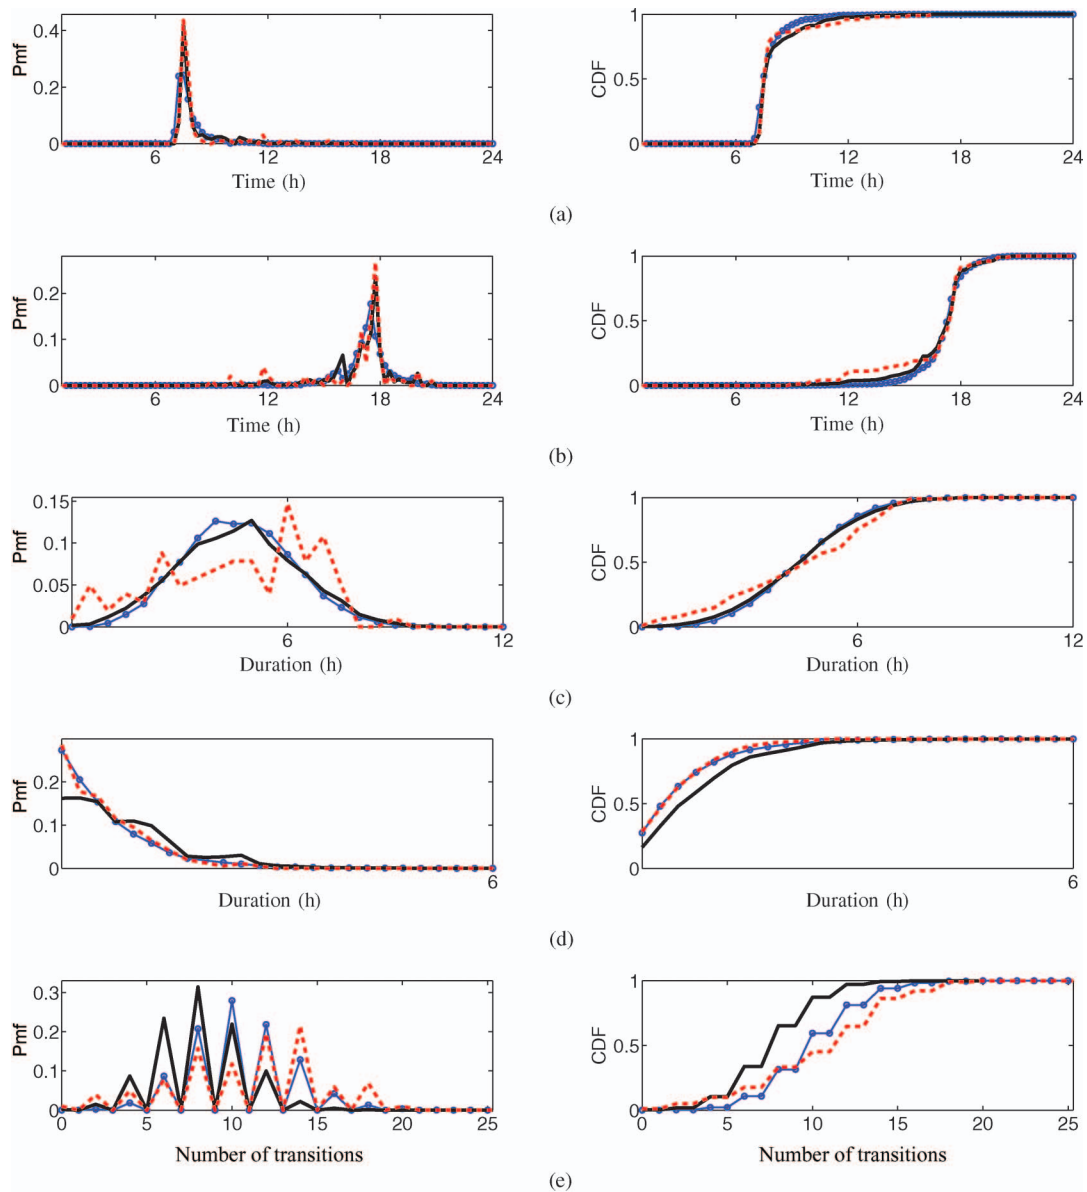 0.4
0.2
0
Pmf
6 12 18 24
Time (h)
1
0.5
0
CDF
6 12 18 24
Time (h)
(a)
0.2
0.1
0
Pmf
6 12 18 24
Time (h)
1
0.5
0
CDF
6 12 18 24
Time (h)
(b)
0.15
0.1
0.05
0
Pmf
6 12
Duration (h)
1
0.5
0
CDF
6 12
Duration (h)
(c)
0.2
0.1
0
Pmf
6
Duration (h)
1
0.5
0
CDF
6
Duration (h)
(d)
0.3
0.2
0.1
0
Pmf
0 5 10 15 20 25
Number of transitions
1
0.5
0
CDF
0 5 10 15 20 25
Number of transitions
(e)